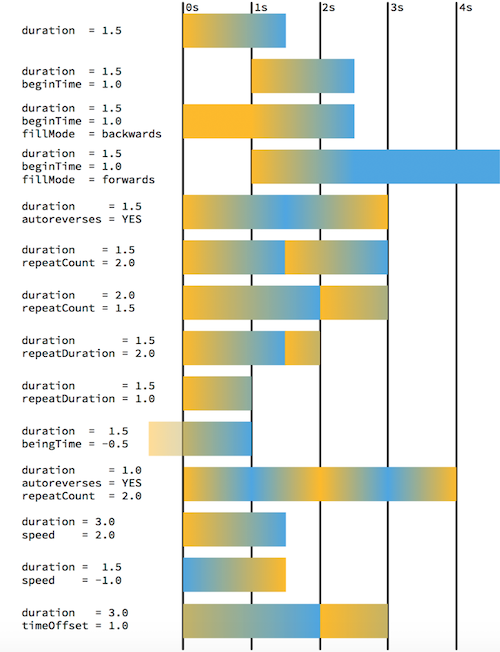 0s 1s 2s 3s 4s
duration  = 1.5
duration  = 1.5
beginTime = 1.0
duration  = 1.5
beginTime = 1.0
fillMode  = backwards
duration  = 1.5
beginTime = 1.0
fillMode  = forwards
duration     = 1.5
autoreverses = YES
duration    = 1.5
repeatCount = 2.0
duration    = 2.0
repeatCount = 1.5
duration       = 1.5
repeatDuration = 2.0
duration       = 1.5
repeatDuration = 1.0
duration  =  1.5
beingTime = -0.5
duration     = 1.0
autoreverses = YES
repeatCount  = 2.0
duration = 3.0
speed    = 2.0
duration =  1.5
speed    = -1.0
duration   = 3.0
timeOffset = 1.0